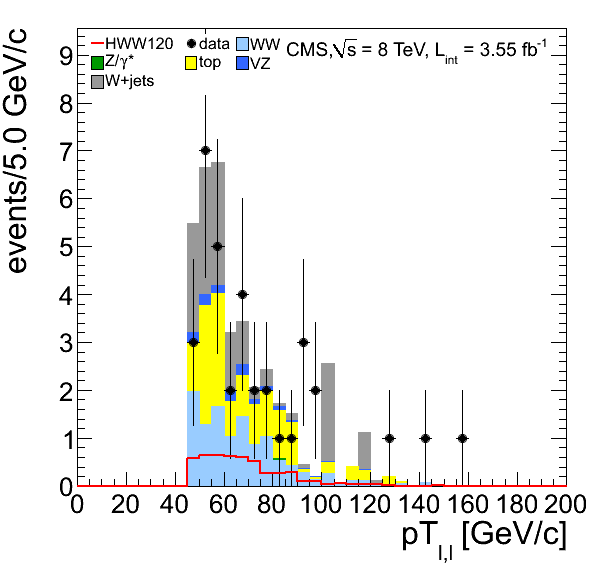 HWW120 data WW CMS,√s = 8 TeV, L_int = 3.55 fb⁻¹
Z/γ* top VZ
W+jets
events/5.0 GeV/c
9
8
7
6
5
4
3
2
1
0
0 20 40 60 80 100 120 140 160 180 200
pT_l,l [GeV/c]